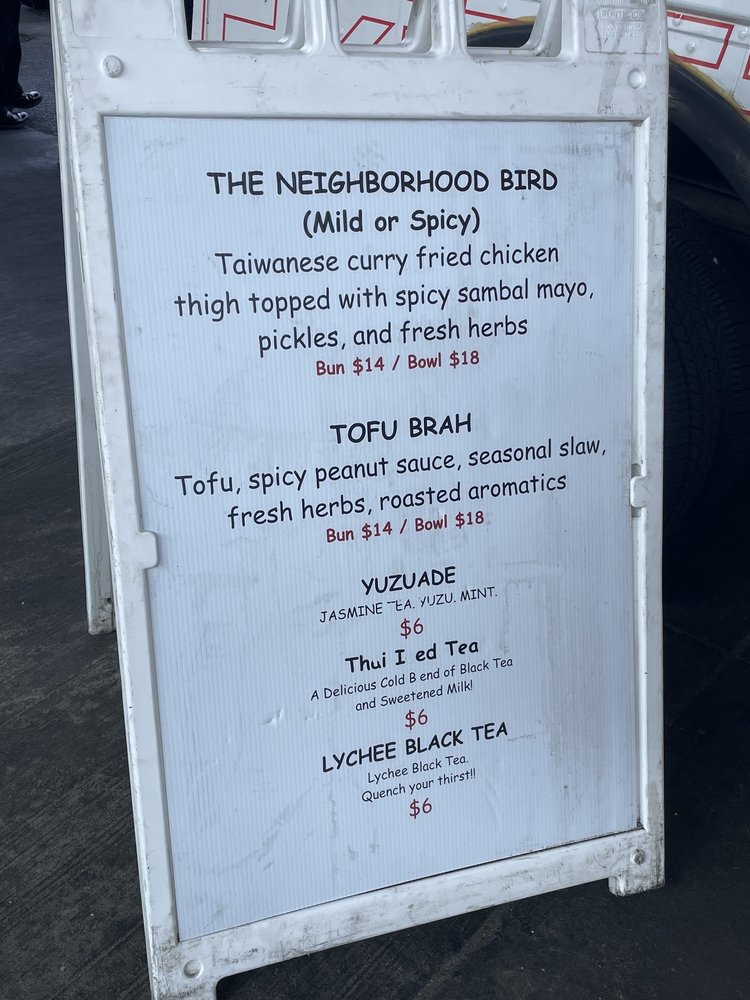 THE NEIGHBORHOOD BIRD
(Mild or Spicy)
Taiwanese curry fried chicken
thigh topped with spicy sambal mayo,
pickles, and fresh herbs
Bun $14 / Bowl $18
TOFU BRAH
Tofu, spicy peanut sauce, seasonal slaw,
fresh herbs, roasted aromatics
Bun $14 / Bowl $18
YUZUADE
JASMINE TEA. YUZU. MINT.
$6
Thai I ed Tea
A Delicious Cold B end of Black Tea
and Sweetened Milk!
$6
LYCHEE BLACK TEA
Lychee Black Tea.
Quench your thirst!!
$6